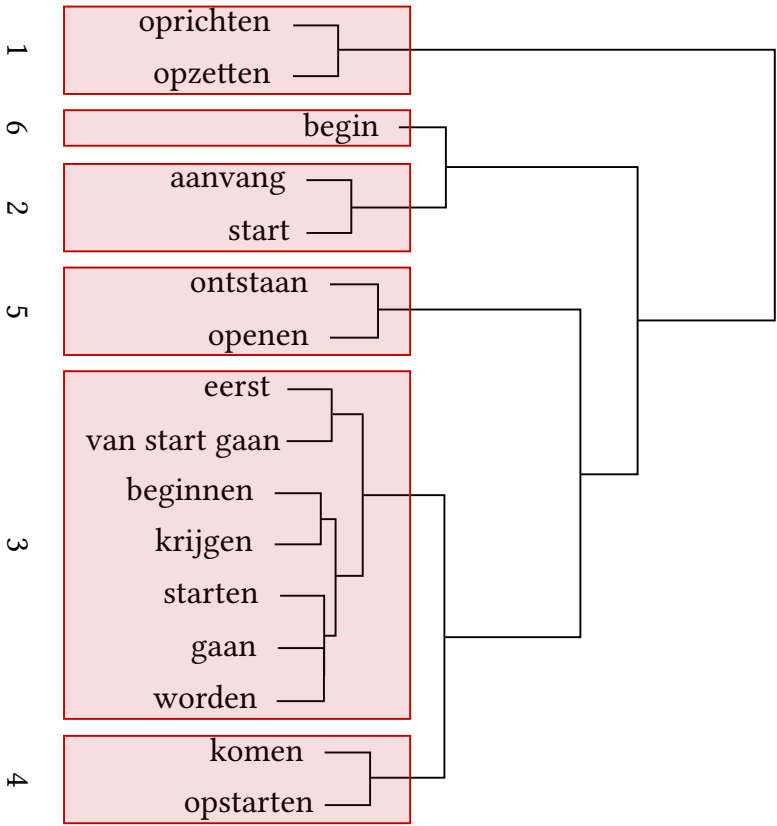 1
oprichten
opzetten
6
begin
2
aanvang
start
5
ontstaan
openen
3
eerst
van start gaan
beginnen
krijgen
starten
gaan
worden
4
komen
opstarten